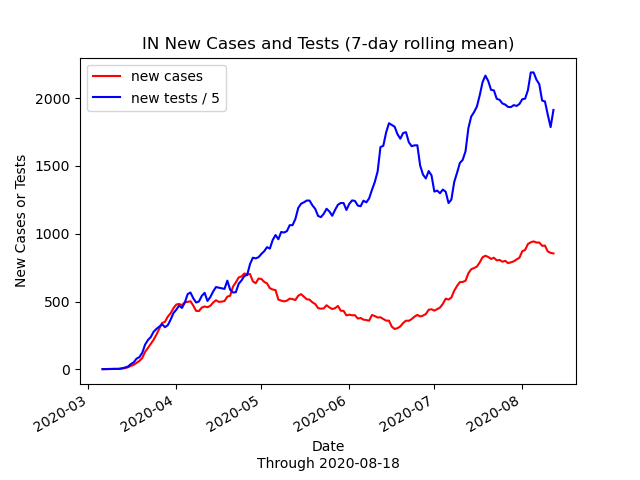 IN New Cases and Tests (7-day rolling mean)
new cases
new tests / 5
New Cases or Tests
2000
1500
1000
500
0
2020-03
2020-04
2020-05
2020-06
2020-07
2020-08
Date
Through 2020-08-18